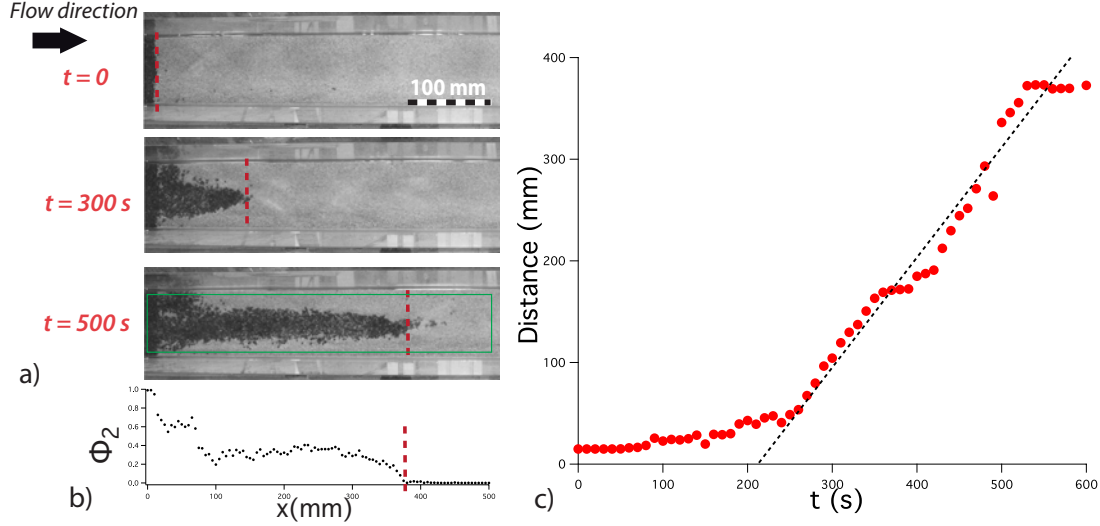 Flow direction
t = 0
100 mm
t = 300 s
t = 500 s
a)
Φ2
1.0
0.8
0.6
0.4
0.2
0.0
0
100
200
300
400
500
x(mm)
b)
Distance (mm)
400
300
200
100
0
0
100
200
300
400
500
600
t (s)
c)